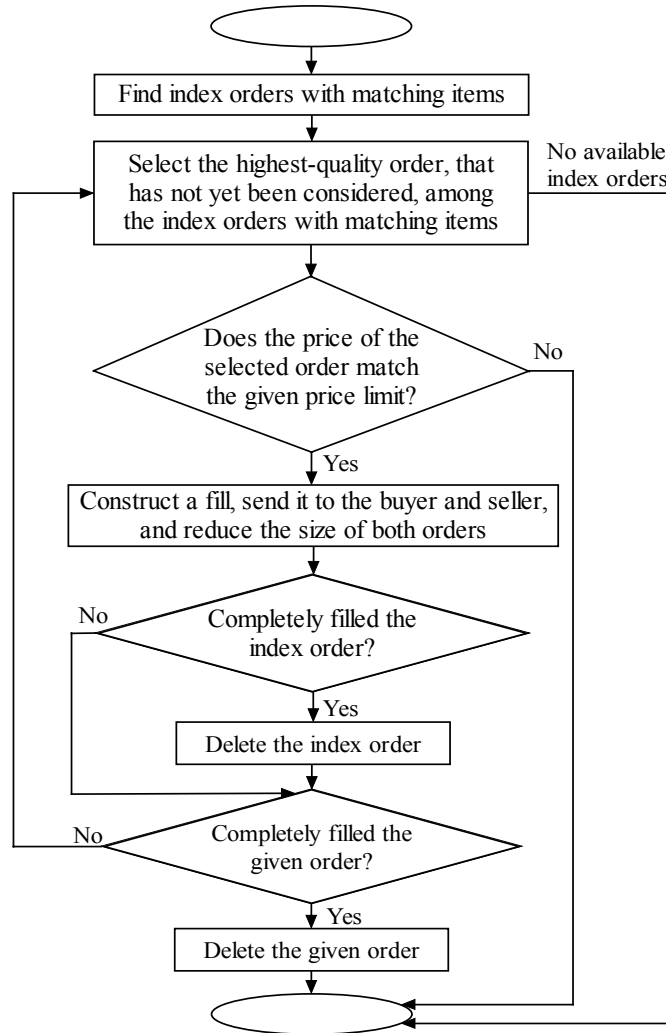 Find index orders with matching items
Select the highest-quality order, that
has not yet been considered, among
the index orders with matching items
No available
index orders
Does the price of the
selected order match
the given price limit?
No
Yes
Construct a fill, send it to the buyer and seller,
and reduce the size of both orders
No
Completely filled the
index order?
Yes
Delete the index order
No
Completely filled the
given order?
Yes
Delete the given order